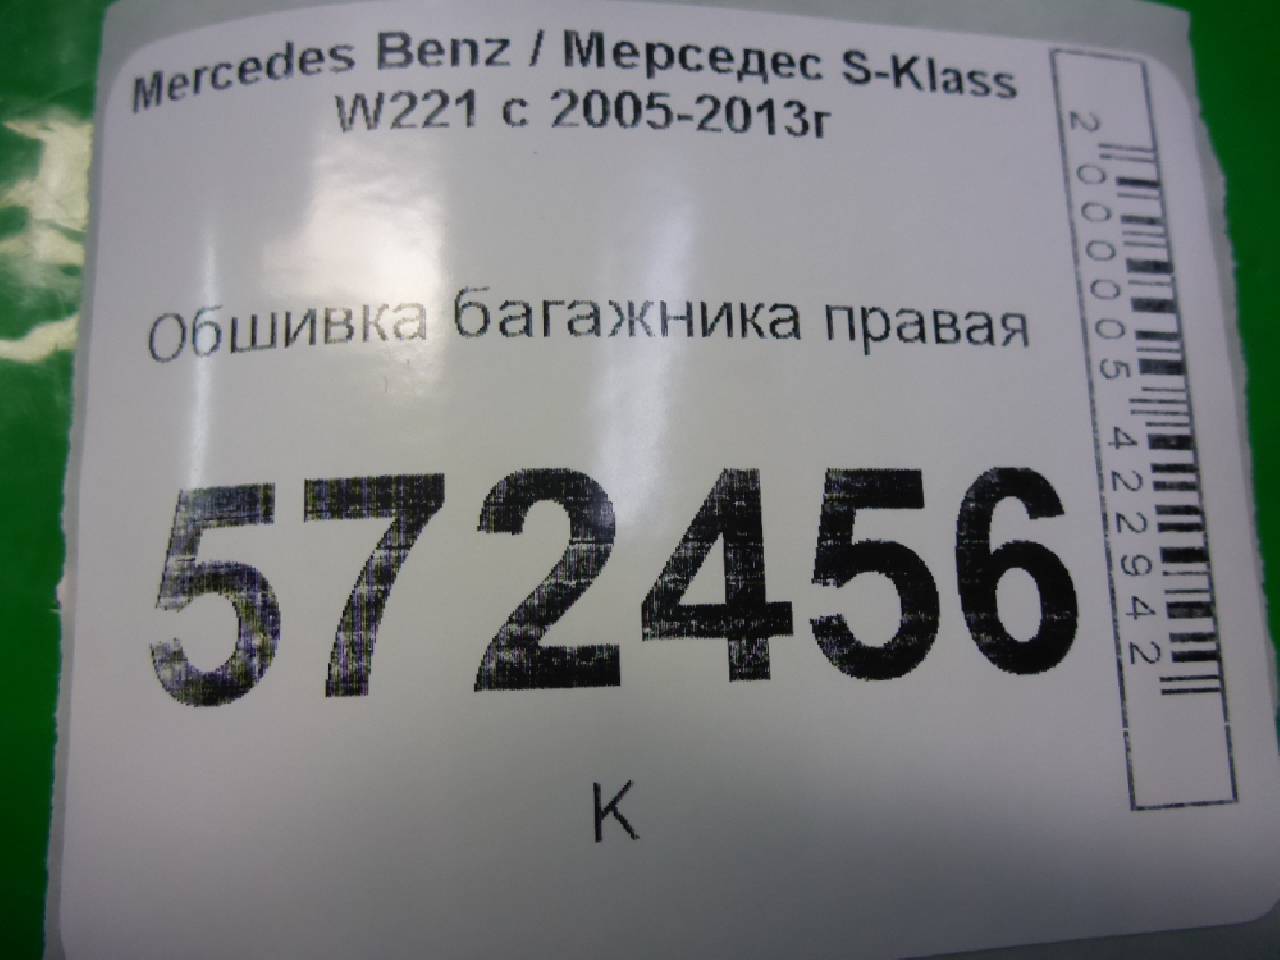 Mercedes Benz / Мерседес S-Klass
W221 с 2005-2013г
Обшивка багажника правая
572456
К
2000005422942